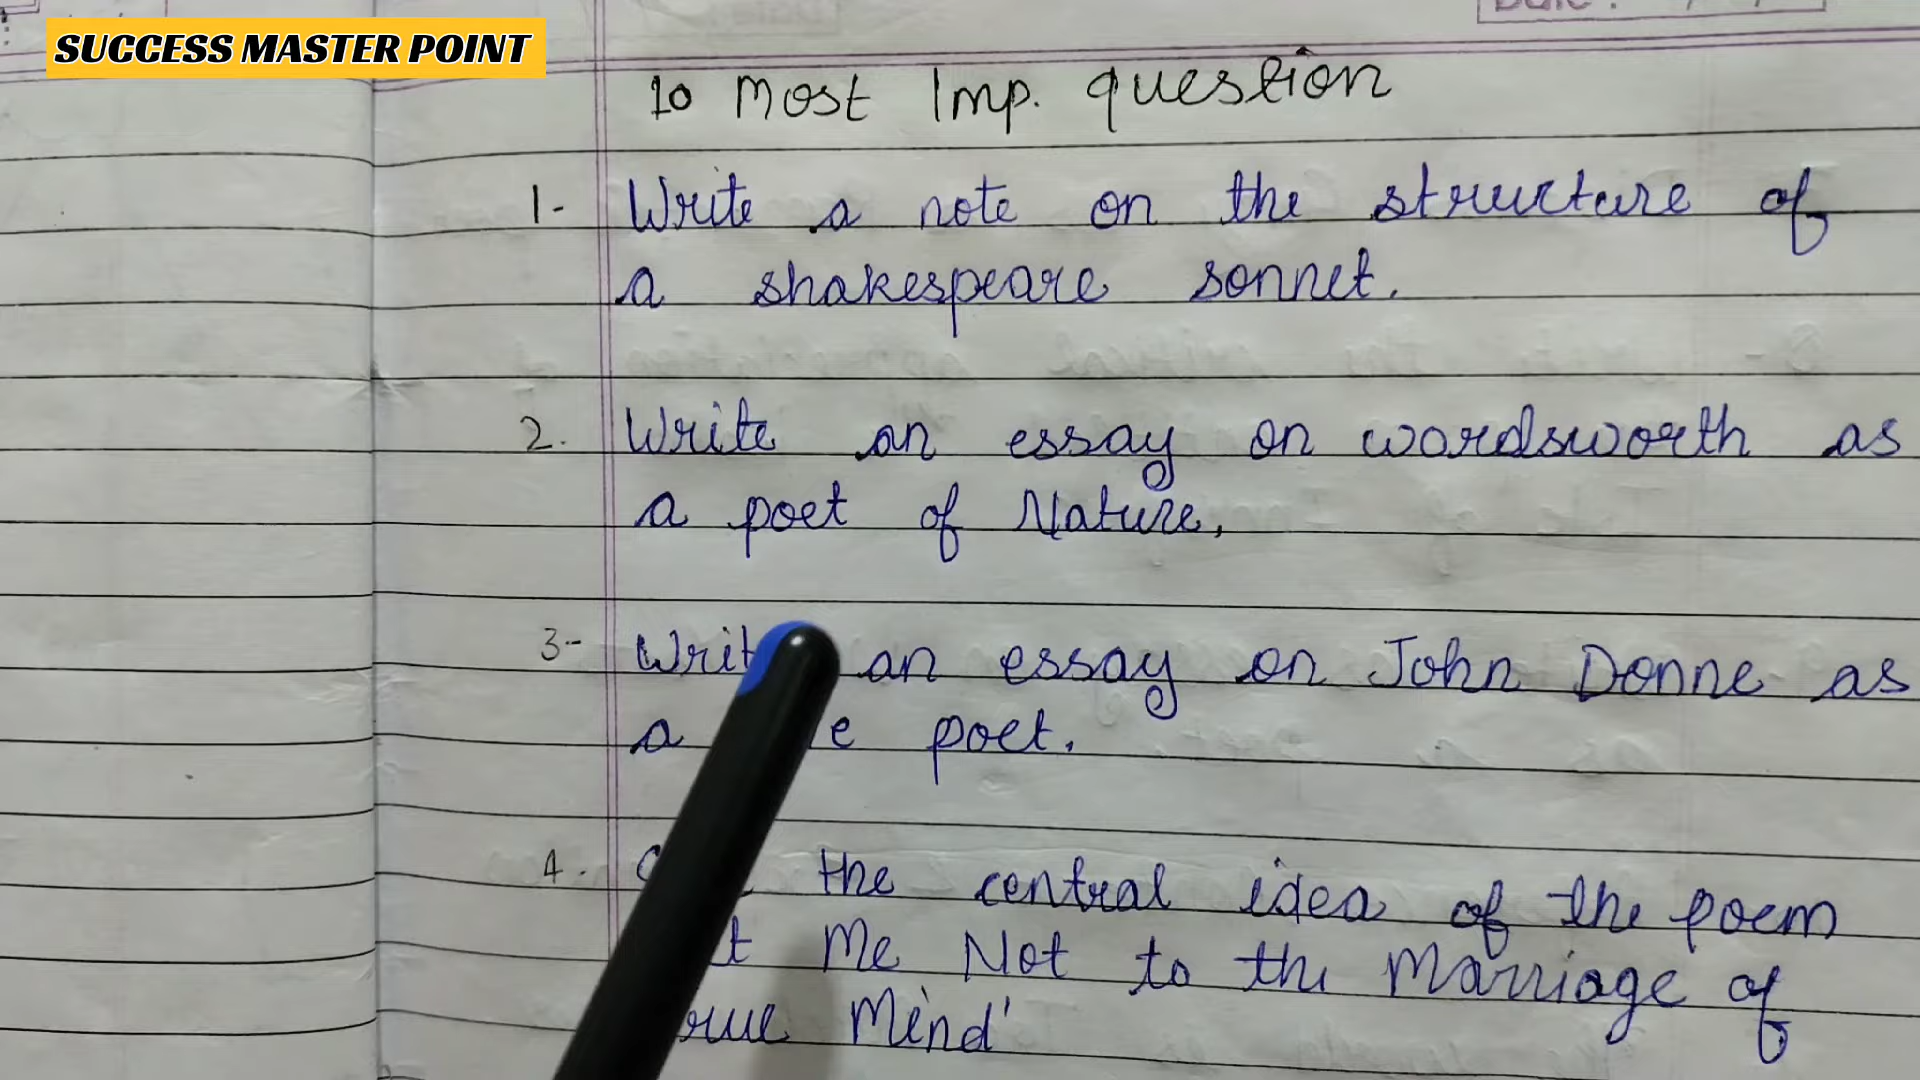 SUCCESS MASTER POINT
10 Most Imp. question
1- Write a note on the structure of
a shakespeare sonnet.
2. Write an essay on wordsworth as
a poet of Nature,
3- an essay on John Donne as
a poet.
4. the central idea of the poem
Me Not to the Marriage of
Mind'